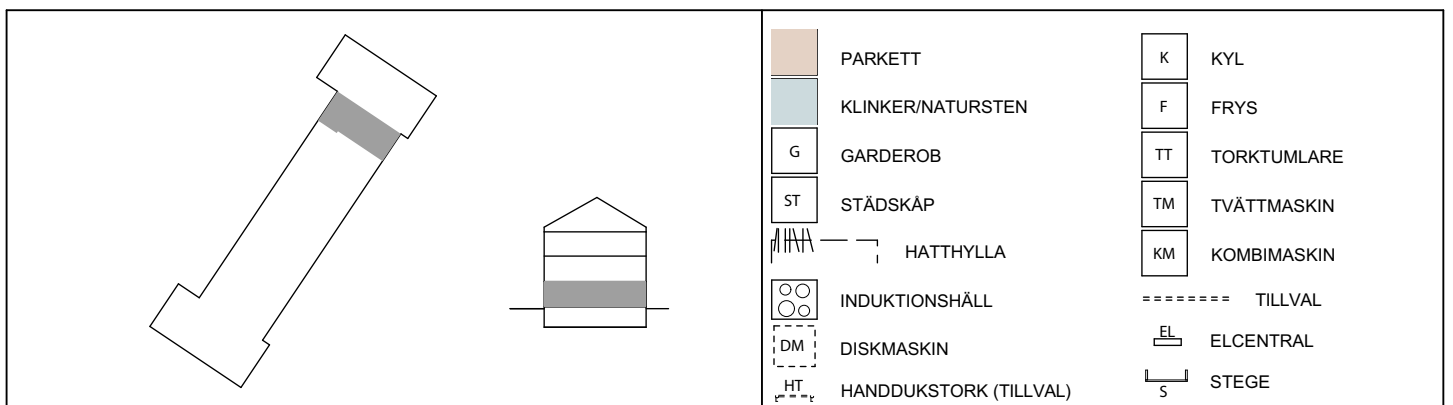 PARKETT
KLINKER/NATURSTEN
G GARDEROB
ST STÄDSKÅP
HATTHYLLA
INDUKTIONSHÄLL
DM DISKMASKIN
HT HANDDUKSTORK (TILLVAL)
K KYL
F FRYS
TT TORKTUMLARE
TM TVÄTTMASKIN
KM KOMBIMASKIN
TILLVAL
EL ELCENTRAL
S STEGE